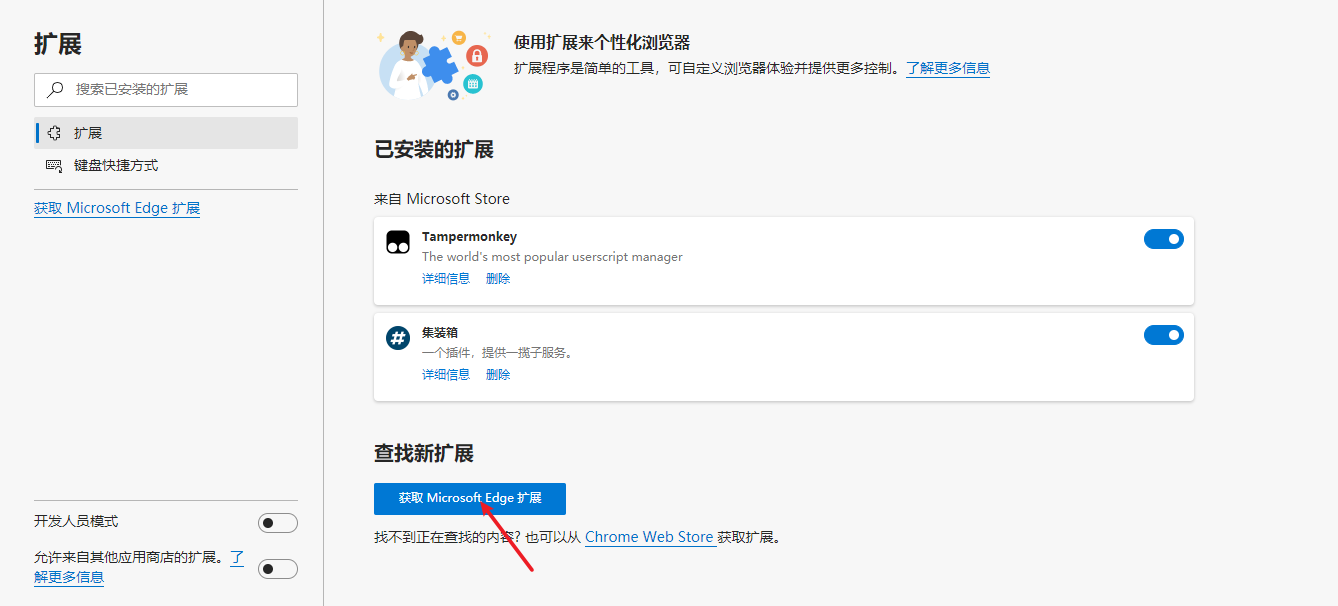 扩展
搜索已安装的扩展
扩展
键盘快捷方式
获取 Microsoft Edge 扩展
开发人员模式
允许来自其他应用商店的扩展。了
解更多信息
使用扩展来个性化浏览器
扩展程序是简单的工具，可自定义浏览器体验并提供更多控制。了解更多信息
已安装的扩展
来自 Microsoft Store
Tampermonkey
The world's most popular userscript manager
详细信息 删除
集装箱
一个插件，提供一揽子服务。
详细信息 删除
查找新扩展
获取 Microsoft Edge 扩展
找不到正在查找的内容? 也可以从 Chrome Web Store 获取扩展。